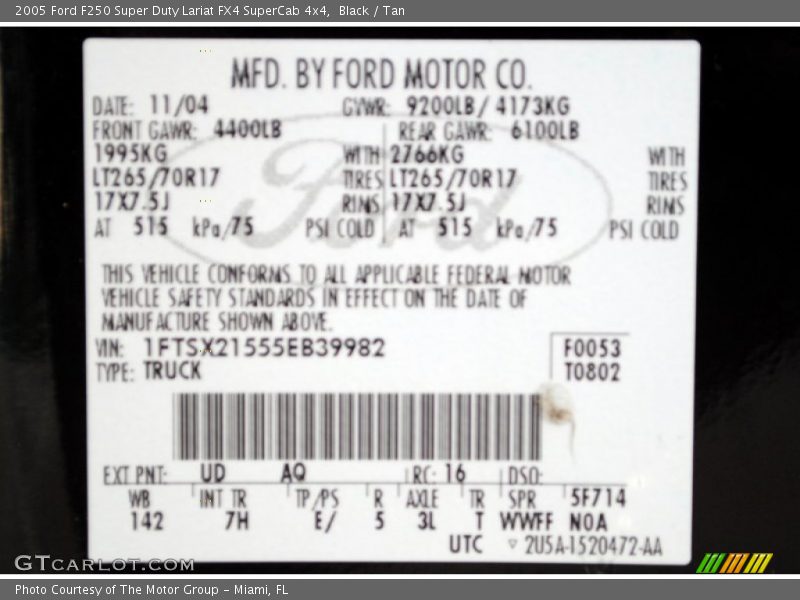 2005 Ford F250 Super Duty Lariat FX4 SuperCab 4x4, Black / Tan
MFD. BY FORD MOTOR CO.
DATE: 11/04 GVWR: 9200LB/ 4173KG
FRONT GAWR: 4400LB REAR GAWR: 6100LB
1995KG WITH 2766KG WITH
LT265/70R17 TIRES LT265/70R17 TIRES
17X7.5J RIMS 17X7.5J RIMS
AT 515 kPa/75 PSI COLD AT 515 kPa/75 PSI COLD
Ford
THIS VEHICLE CONFORMS TO ALL APPLICABLE FEDERAL MOTOR
VEHICLE SAFETY STANDARDS IN EFFECT ON THE DATE OF
MANUFACTURE SHOWN ABOVE.
VIN: 1FTSX21555EB39982 F0053
TYPE: TRUCK T0802
EXT PNT: UD AQ RC: 16 DSO:
WB INT TR TP/PS R AXLE TR SPR 5F714
142 7H E/ 5 3L T WWFF N0A
UTC ▽ 2U5A-1520472-AA
GTCARLOT.COM
Photo Courtesy of The Motor Group - Miami, FL